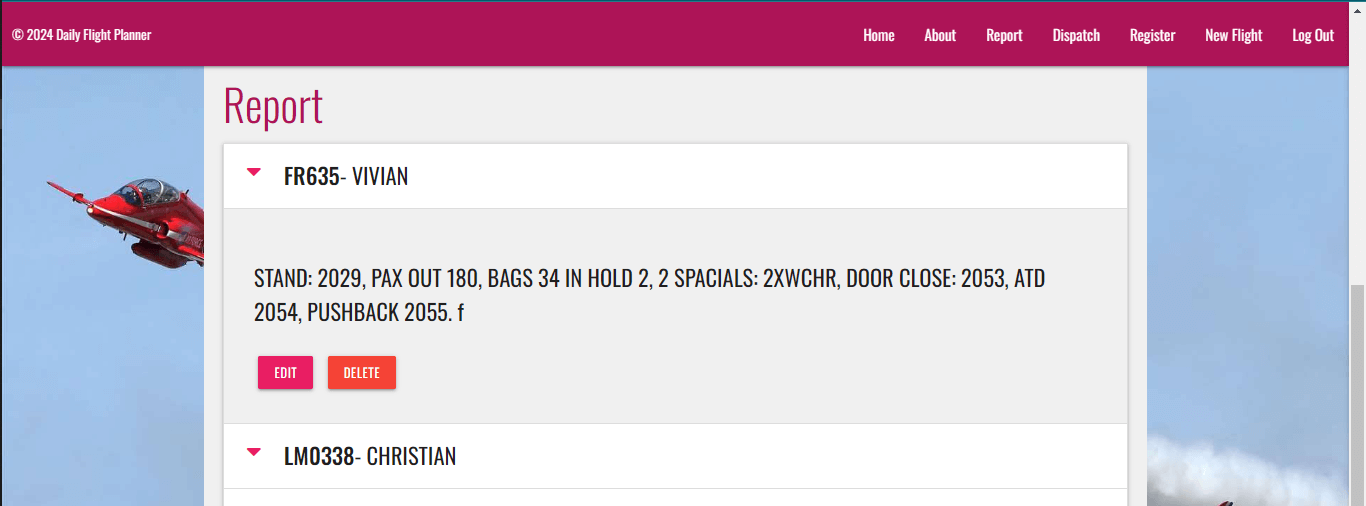 © 2024 Daily Flight Planner
Home About Report Dispatch Register New Flight Log Out
Report
FR635- VIVIAN
STAND: 2029, PAX OUT 180, BAGS 34 IN HOLD 2, 2 SPACIALS: 2XWCHR, DOOR CLOSE: 2053, ATD
2054, PUSHBACK 2055. f
EDIT DELETE
LM0338- CHRISTIAN